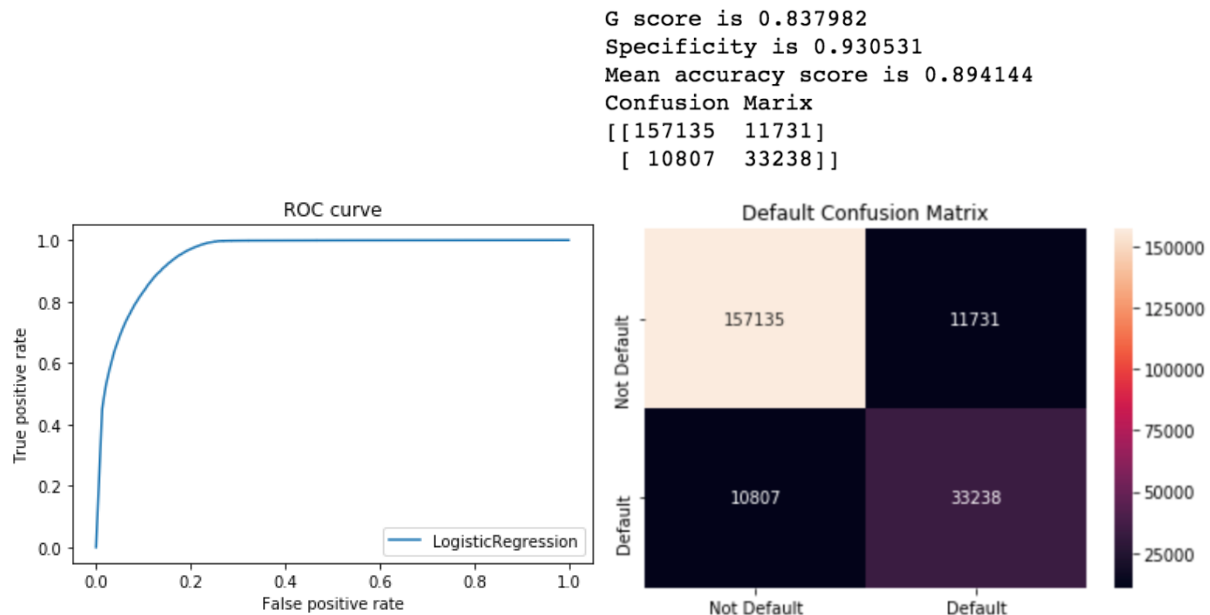 G score is 0.837982
Specificity is 0.930531
Mean accuracy score is 0.894144
Confusion Marix
[[157135 11731]
[ 10807 33238]]
ROC curve
True positive rate
1.0
0.8
0.6
0.4
0.2
0.0
LogisticRegression
0.0 0.2 0.4 0.6 0.8 1.0
False positive rate
Default Confusion Matrix
Not Default
157135 11731
Default
10807 33238
Not Default Default
150000
125000
100000
75000
50000
25000